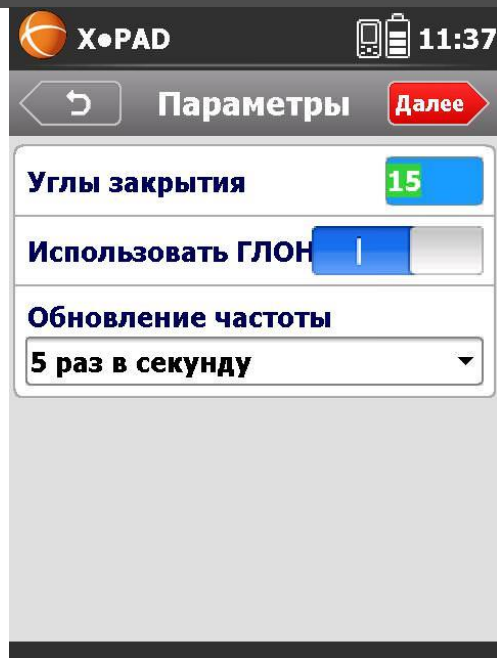 X•PAD 11:37
Параметры Далее
Углы закрытия 15
Использовать ГЛОН
Обновление частоты
5 раз в секунду